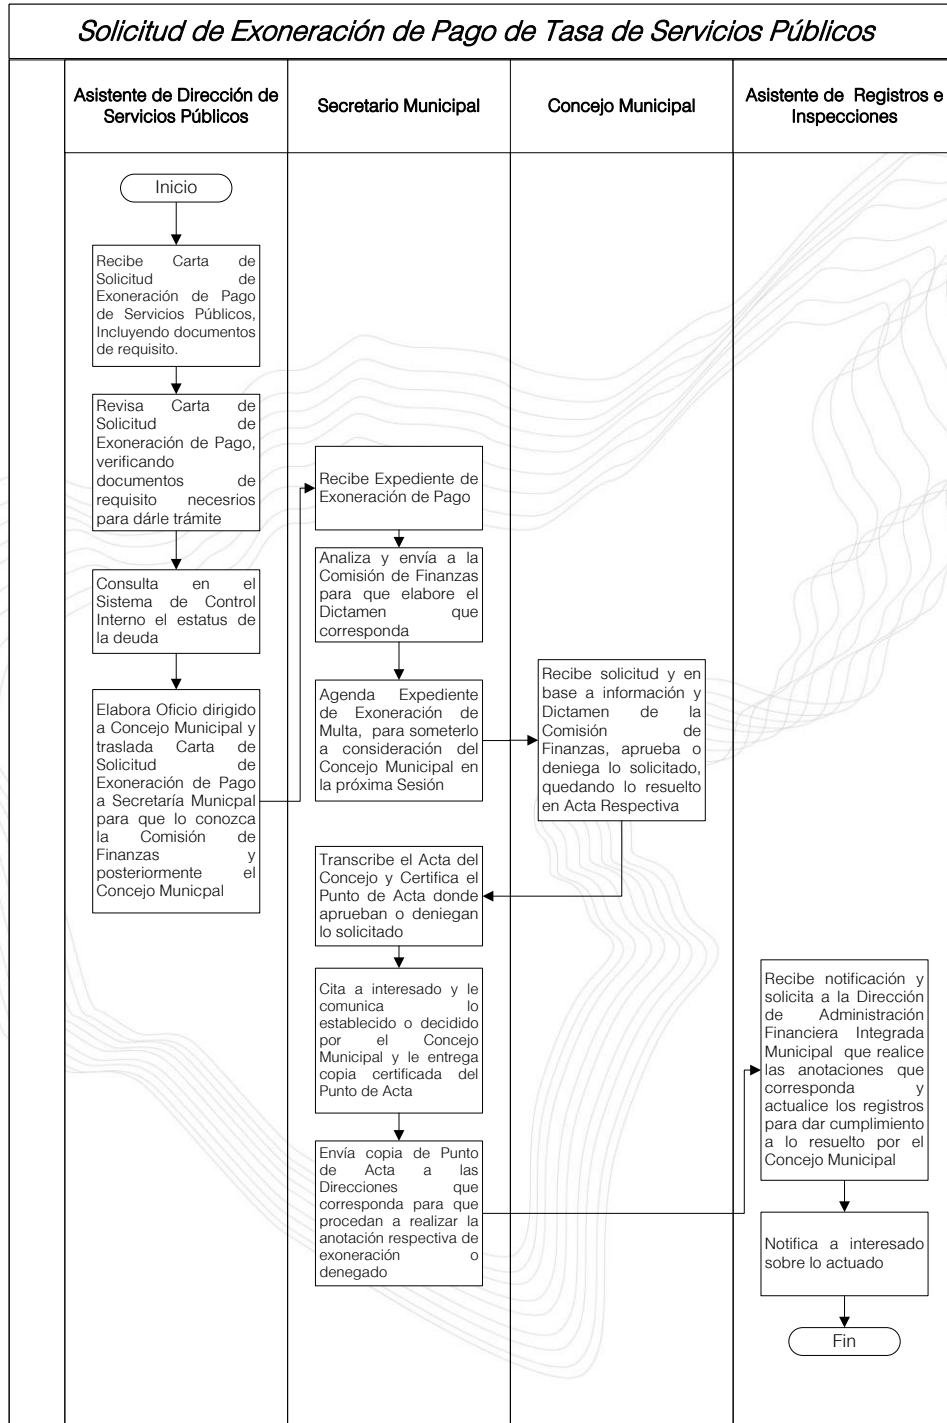 Solicitud de Exoneración de Pago de Tasa de Servicios Públicos
Asistente de Dirección de
Servicios Públicos
Secretario Municipal
Concejo Municipal
Asistente de Registros e
Inspecciones
Inicio
Recibe Carta de
Solicitud de
Exoneración de Pago
de Servicios Públicos,
Incluyendo documentos
de requisito.
Revisa Carta de
Solicitud de
Exoneración de Pago,
verificando
documentos de
requisito necesrios
para dárle trámite
Consulta en el
Sistema de Control
Interno el estatus de
la deuda
Elabora Oficio dirigido
a Concejo Municipal y
traslada Carta de
Solicitud de
Exoneración de Pago
a Secretaría Municpal
para que lo conozca
la Comisión de
Finanzas y
posteriormente el
Concejo Municpal
Recibe Expediente de
Exoneración de Pago
Analiza y envía a la
Comisión de Finanzas
para que elabore el
Dictamen que
corresponda
Agenda Expediente
de Exoneración de
Multa, para someterlo
a consideración del
Concejo Municipal en
la próxima Sesión
Recibe solicitud y en
base a información y
Dictamen de la
Comisión de
Finanzas, aprueba o
deniega lo solicitado,
quedando lo resuelto
en Acta Respectiva
Transcribe el Acta del
Concejo y Certifica el
Punto de Acta donde
aprueban o deniegan
lo solicitado
Cita a interesado y le
comunica lo
establecido o decidido
por el Concejo
Municipal y le entrega
copia certificada del
Punto de Acta
Envía copia de Punto
de Acta a las
Direcciones que
corresponda para que
procedan a realizar la
anotación respectiva de
exoneración o
denegado
Recibe notificación y
solicita a la Dirección
de Administración
Financiera Integrada
Municipal que realice
las anotaciones que
corresponda y
actualice los registros
para dar cumplimiento
a lo resuelto por el
Concejo Municipal
Notifica a interesado
sobre lo actuado
Fin